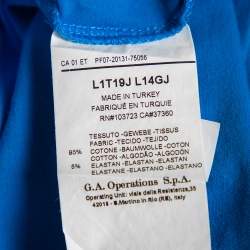 CA 01 ET PF07-20131-75056
L1T19J L14GJ
MADE IN TURKEY
FABRIQUÉ EN TURQUIE
RN#103723 CA#37360
TESSUTO -GEWEBE -TISSUS
FABRIC -TECIDO -TEJIDO
95% COTONE -BAUMWOLLE -COTON
COTTON -ALGODÃO -ALGODÓN
5% ELASTAN -ELASTAN -ELASTAN
ELASTANE -ELASTANO -ELASTANO
G.A. Operations S.p.A.
Operating unit: viale della Resistenza,35
42018 - S.Martino in Rio (RE), Italy